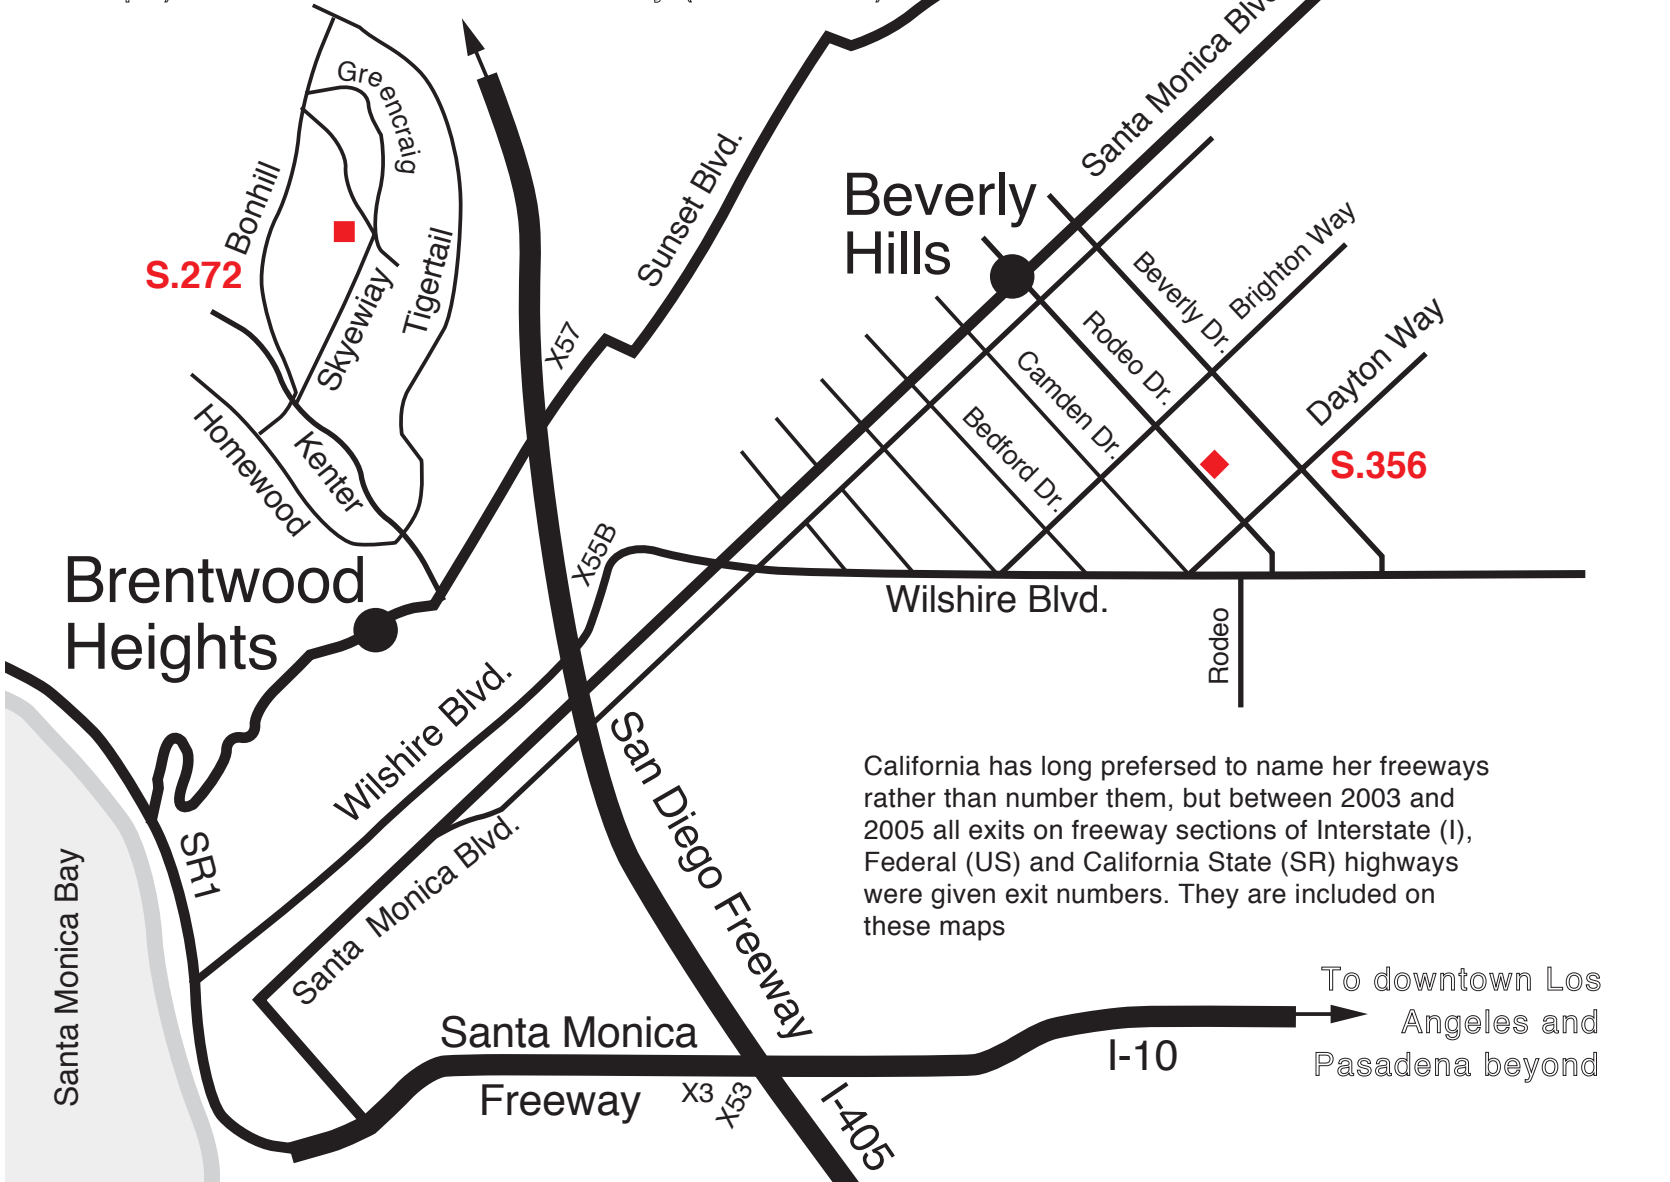 Santa Monica Blvd.
Greencraig
Bonhill
S.272
Skyewiay
Tigertail
Sunset Blvd.
X57
Beverly
Hills
Beverly Dr.
Brighton Way
Rodeo Dr.
Dayton Way
Camden Dr.
Bedford Dr.
S.356
Homewood
Kenter
X55B
Brentwood
Heights
Wilshire Blvd.
Rodeo
Wilshire Blvd.
San Diego Freeway
California has long prefersed to name her freeways
rather than number them, but between 2003 and
2005 all exits on freeway sections of Interstate (I),
Federal (US) and California State (SR) highways
were given exit numbers. They are included on
these maps
SR1
Santa Monica Blvd.
Santa Monica Bay
Santa Monica
Freeway
X3
X53
I-405
I-10
To downtown Los
Angeles and
Pasadena beyond